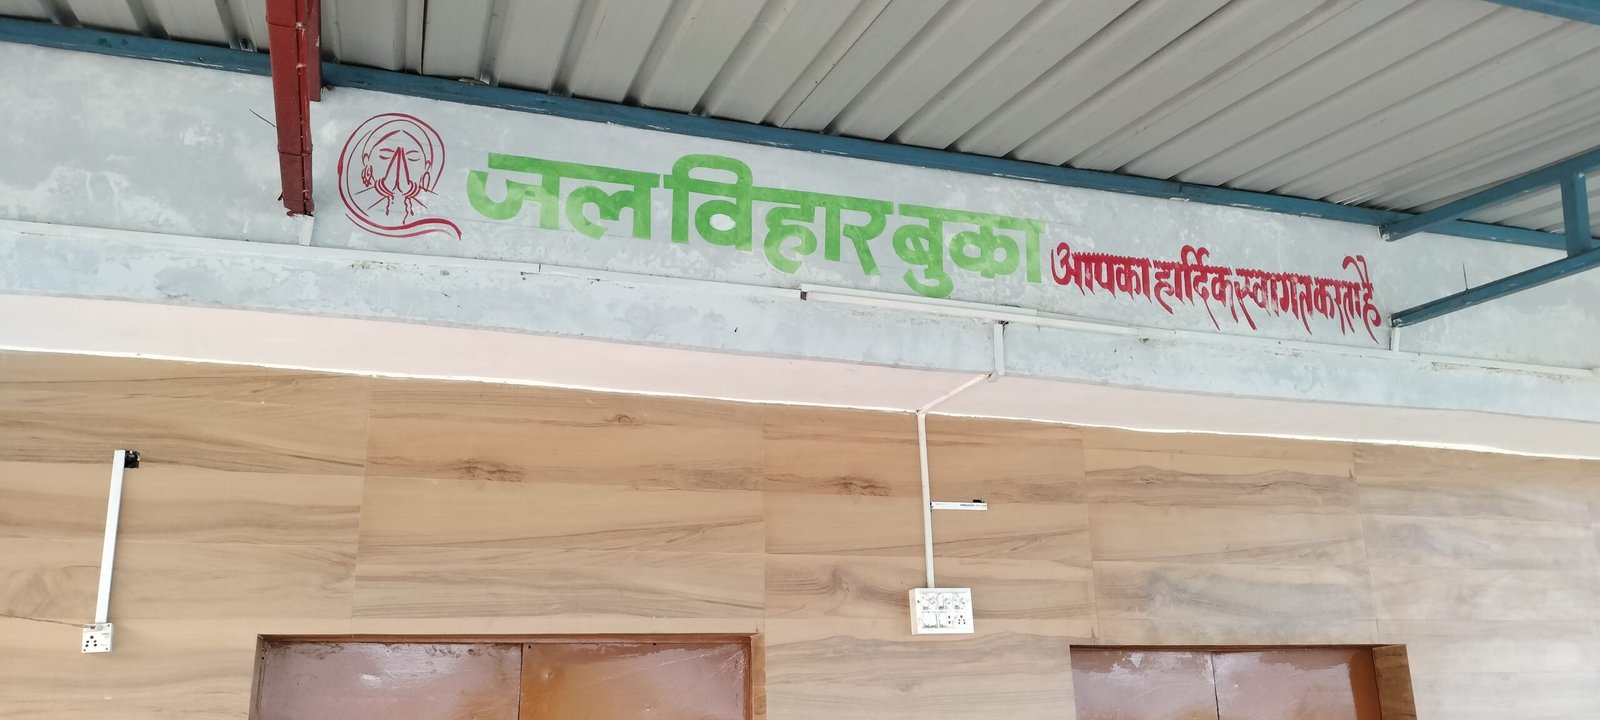 जल विहार बुका आपका हार्दिक स्वागत करता है